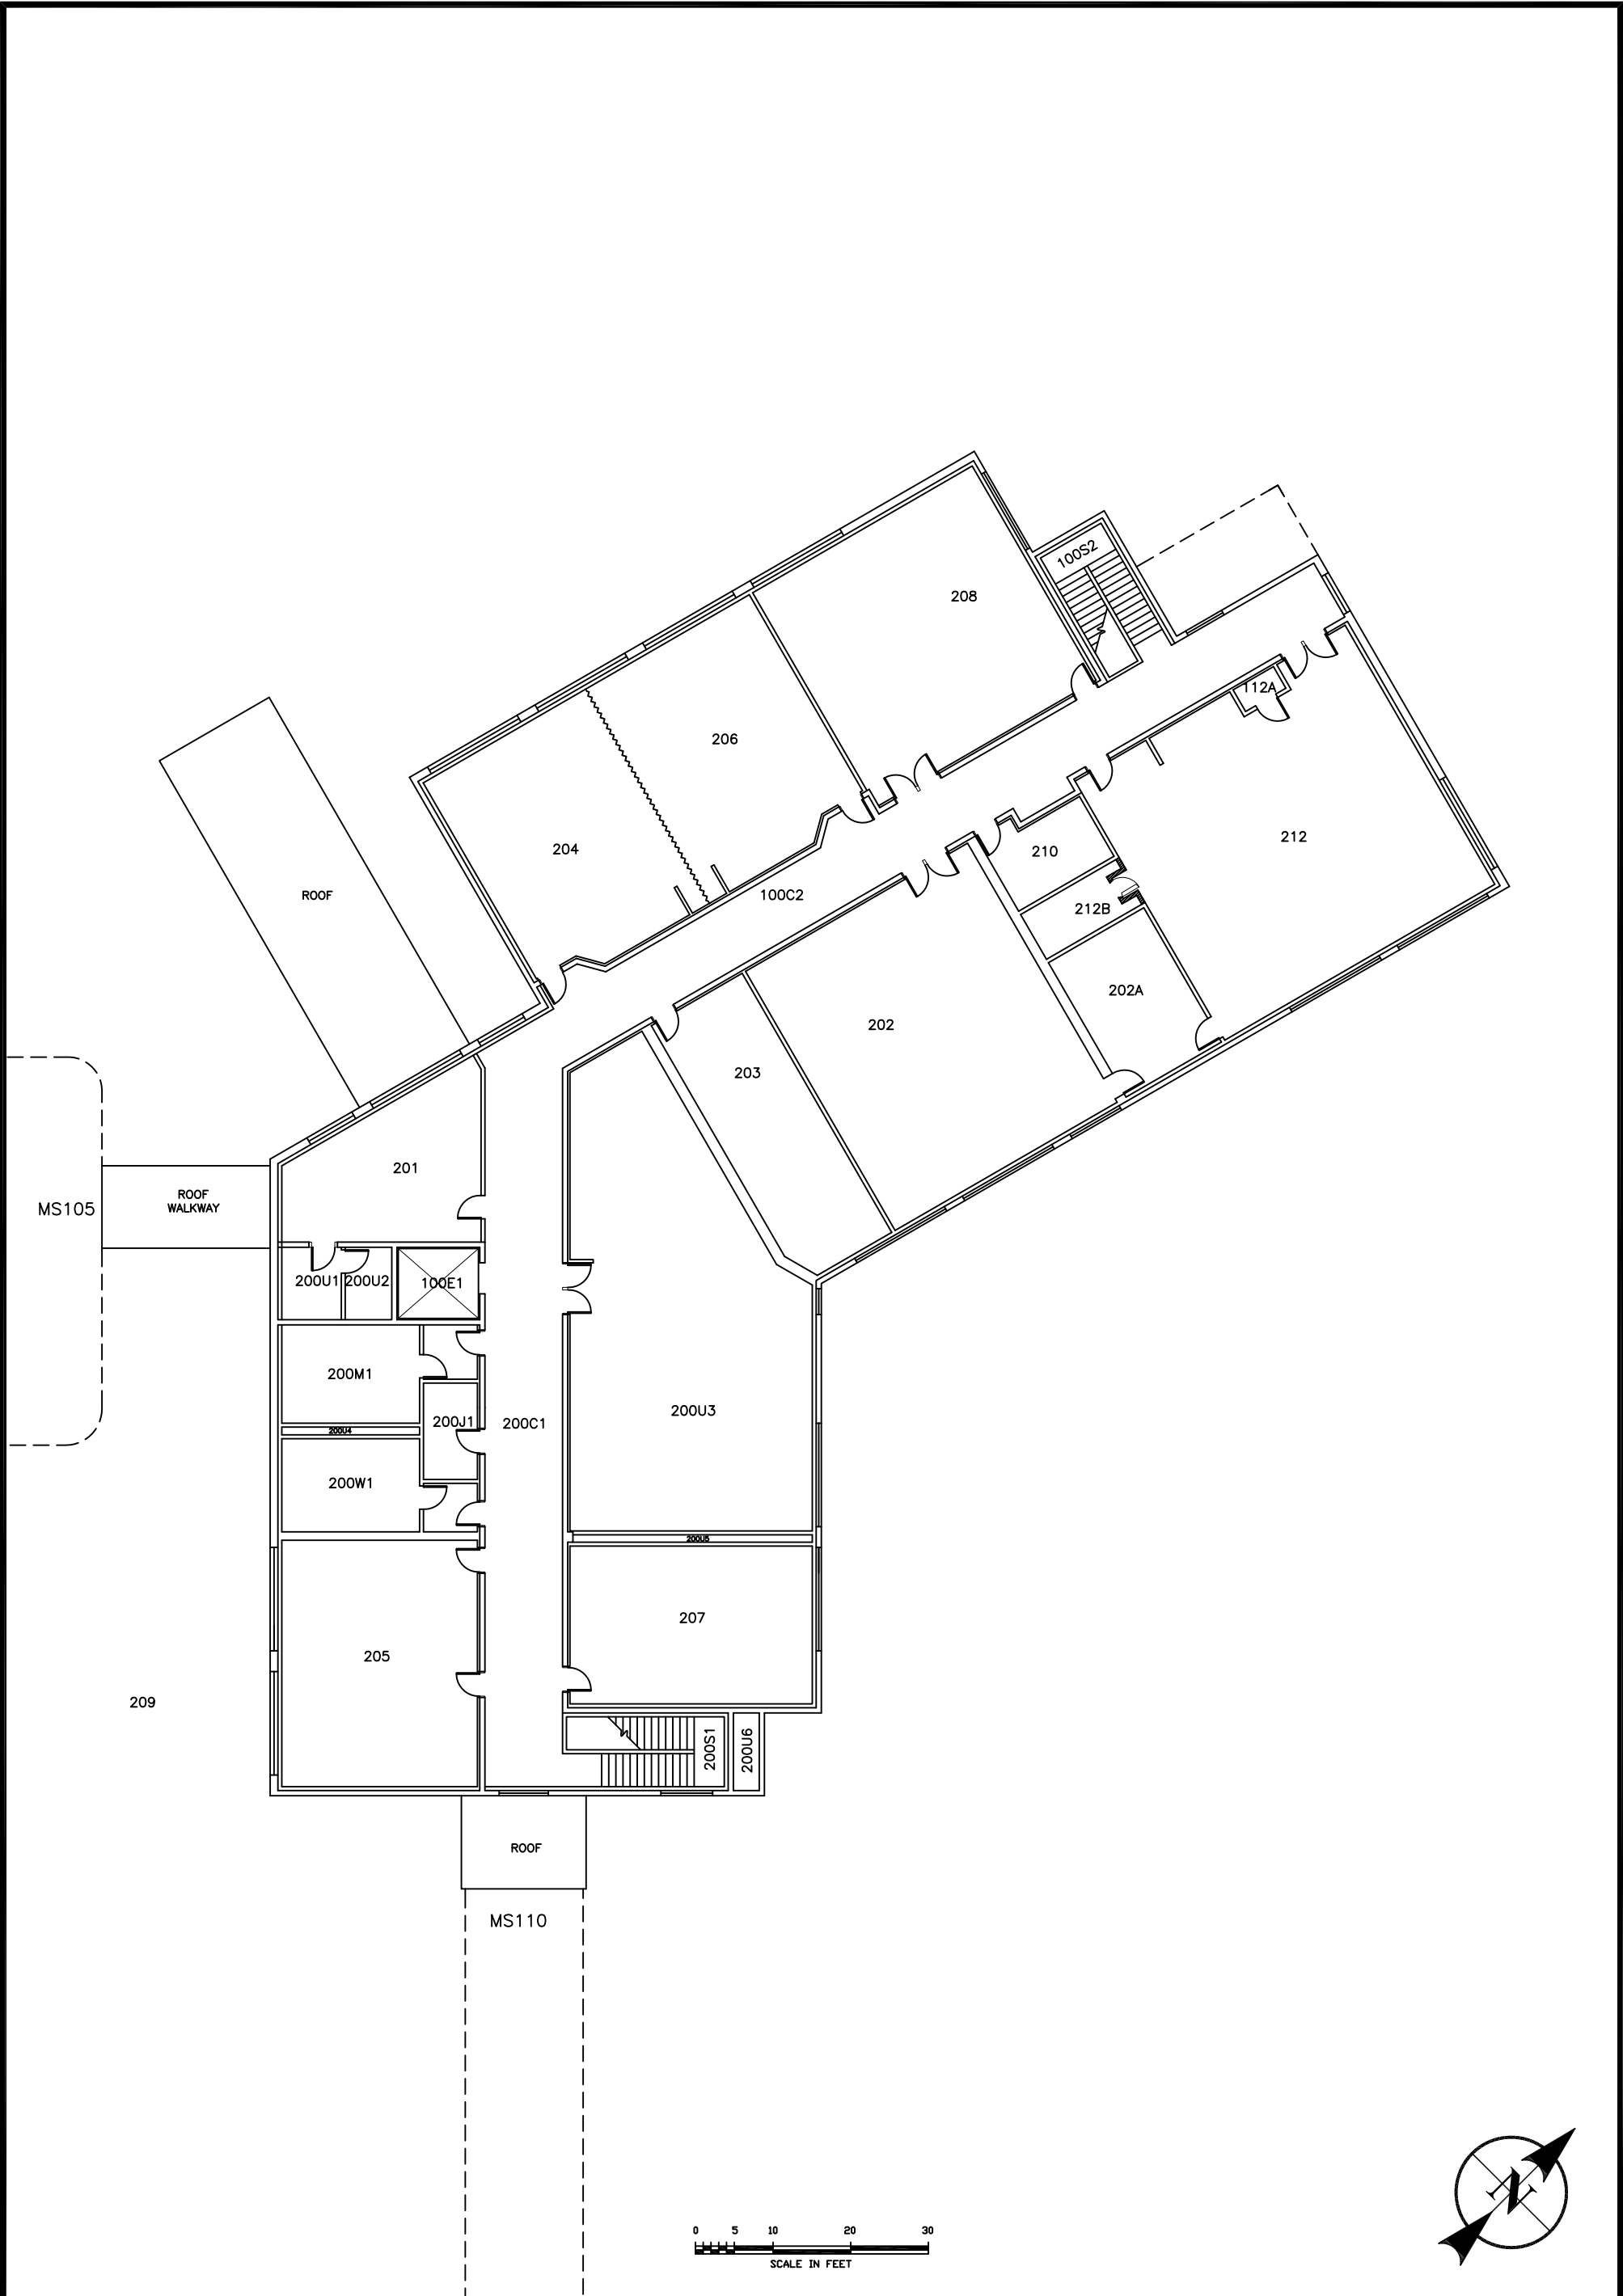 100S2
208
112A
206
212
204
210
ROOF
100C2
212B
202A
202
203
201
ROOF
WALKWAY
MS105
200U1
200U2
100E1
200M1
200J1
200C1
200U3
200U4
200W1
200U5
207
205
209
200S1
200U6
ROOF
MS110
N
0 5 10 20 30
SCALE IN FEET